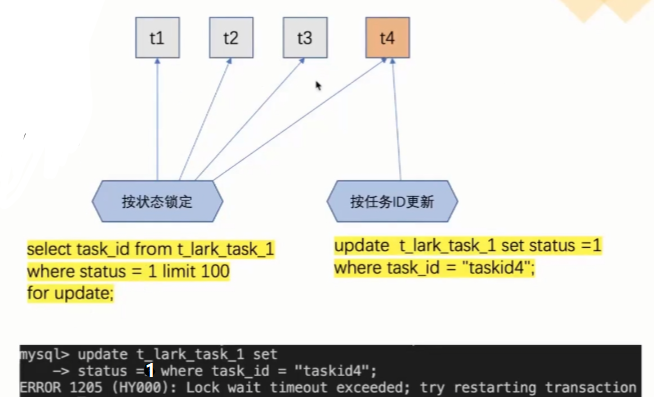 t1 t2 t3 t4
按状态锁定 按任务ID更新
select task_id from t_lark_task_1
where status = 1 limit 100
for update;
update t_lark_task_1 set status =1
where task_id = "taskid4";
mysql> update t_lark_task_1 set
-> status =1 where task_id = "taskid4";
ERROR 1205 (HY000): Lock wait timeout exceeded; try restarting transaction